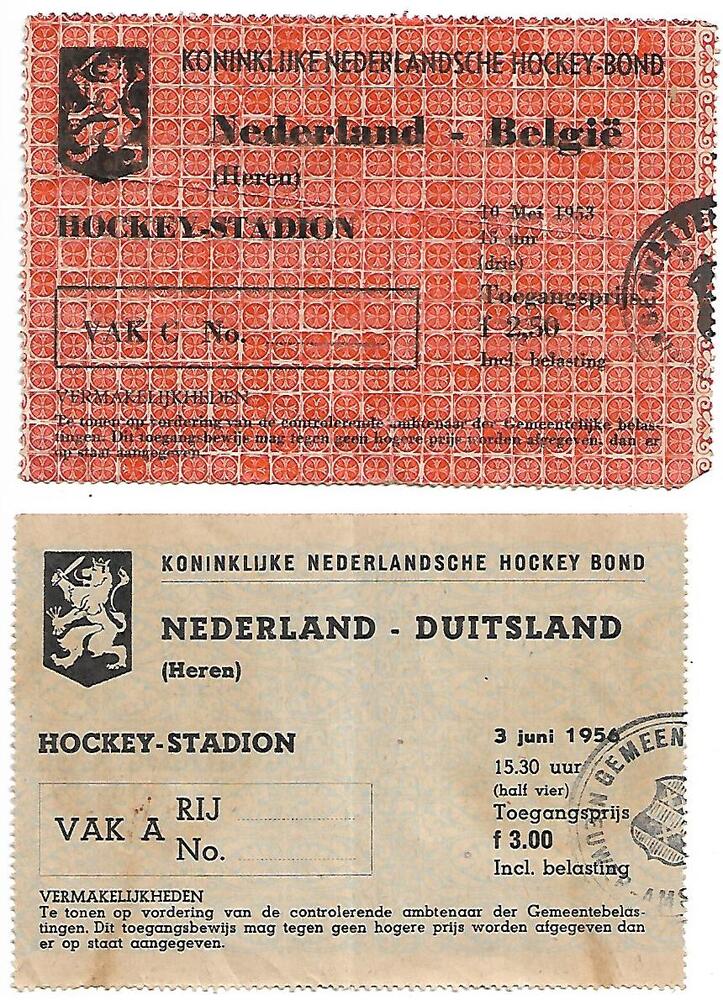 KONINKLIJKE NEDERLANDSCHE HOCKEY-BOND
Nederland - België
(Heren)
HOCKEY-STADION
10 Mei 1953
15 uur
(drie)
Toegangsprijs
f 2,50
Incl. belasting
VAK C No.
VERMAKELIJKHEDEN
Te tonen op vordering van de controlerende ambtenaar der Gemeentelijke belas-
tingen. Dit toegangsbewijs mag tegen geen hogere prijs worden afgegeven, dan er
op staat aangegeven.
KONINKLIJKE NEDERLANDSCHE HOCKEY BOND
NEDERLAND - DUITSLAND
(Heren)
HOCKEY-STADION
3 juni 1956
15.30 uur
(half vier)
Toegangsprijs
f 3.00
Incl. belasting
VAK A RIJ
No.
GEMEEN
AMS
VERMAKELIJKHEDEN
Te tonen op vordering van de controlerende ambtenaar der Gemeentebelas-
tingen. Dit toegangsbewijs mag tegen geen hogere prijs worden afgegeven dan
er op staat aangegeven.